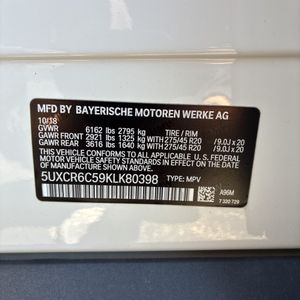 MFD BY BAYERISCHE MOTOREN WERKE AG
10/18
GVWR 6162 lbs 2795 kg TIRE / RIM
GAWR FRONT 2921 lbs 1325 kg 275/45 R20 /9.0J x 20
GAWR REAR 3616 lbs 1640 kg 275/45 R20 /9.0J x 20
THIS VEHICLE CONFORMS TO ALL APPLICABLE U.S. FEDERAL
MOTOR VEHICLE SAFETY STANDARDS IN EFFECT ON THE DATE
OF MANUFACTURE SHOWN ABOVE
5UXCR6C59KLK80398 TYPE: MPV
A96M
7 320 729